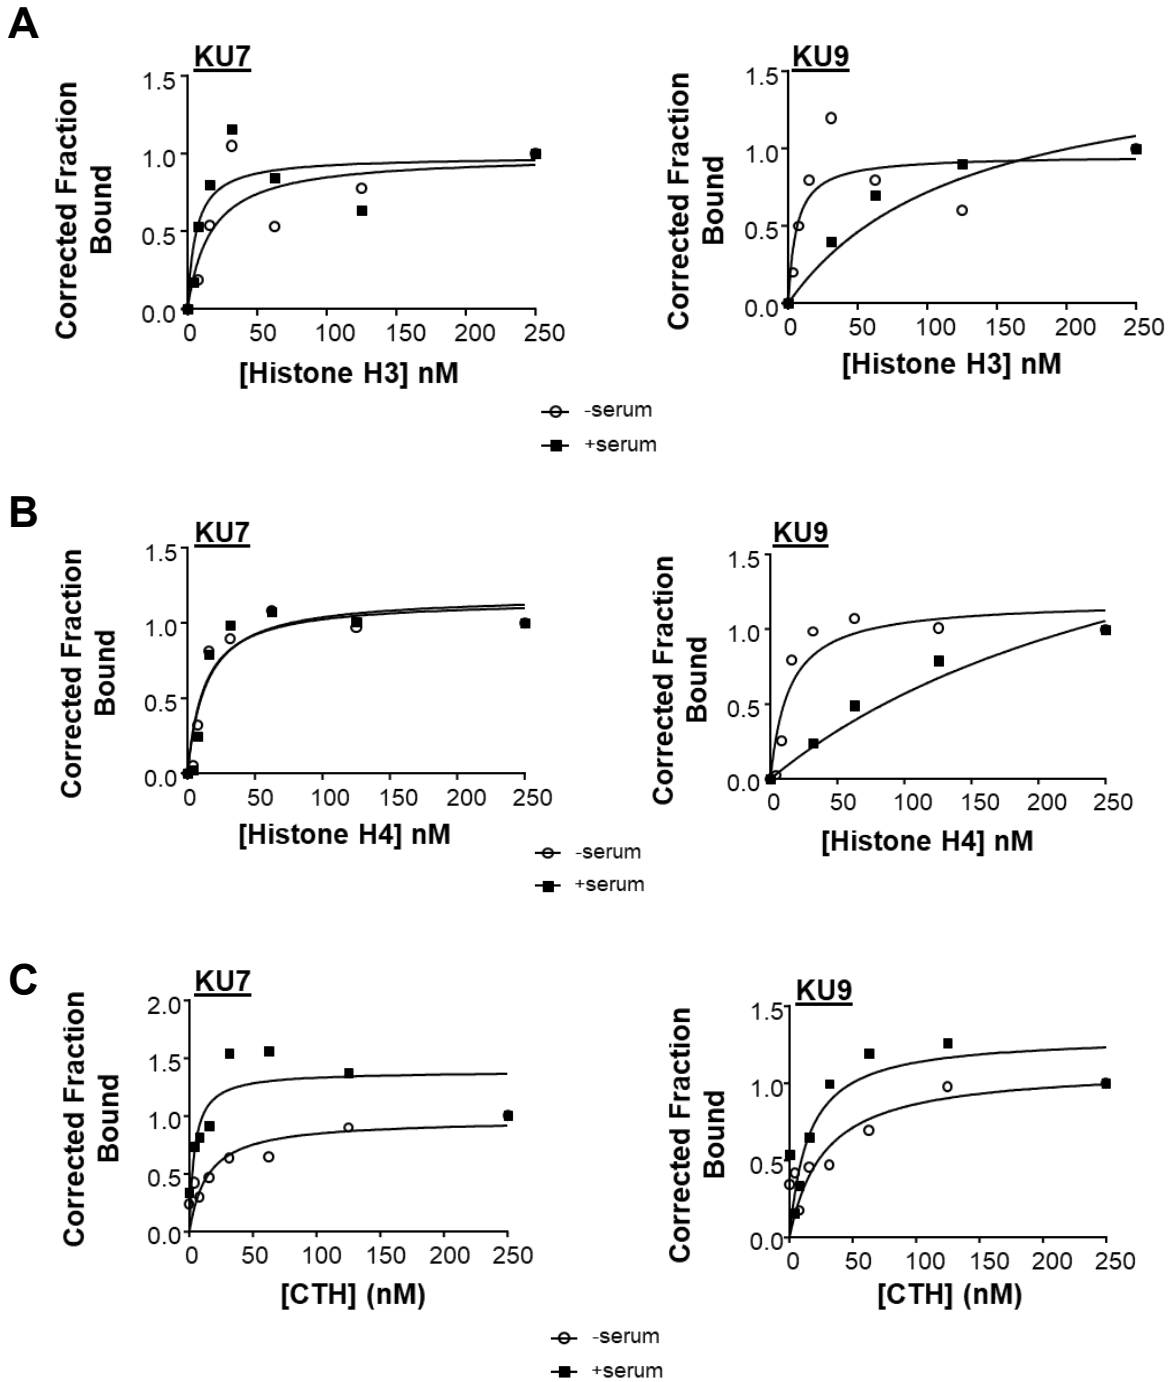 A
KU7
KU9
Corrected Fraction
Bound
1.5
1.0
0.5
0.0
0 50 100 150 200 250
[Histone H3] nM
Corrected Fraction
Bound
1.5
1.0
0.5
0.0
0 50 100 150 200 250
[Histone H3] nM
-serum
+serum
B
KU7
KU9
Corrected Fraction
Bound
1.5
1.0
0.5
0.0
0 50 100 150 200 250
[Histone H4] nM
Corrected Fraction
Bound
1.5
1.0
0.5
0.0
0 50 100 150 200 250
[Histone H4] nM
-serum
+serum
C
KU7
KU9
Corrected Fraction
Bound
2.0
1.5
1.0
0.5
0.0
0 50 100 150 200 250
[CTH] (nM)
Corrected Fraction
Bound
1.5
1.0
0.5
0.0
0 50 100 150 200 250
[CTH] (nM)
-serum
+serum